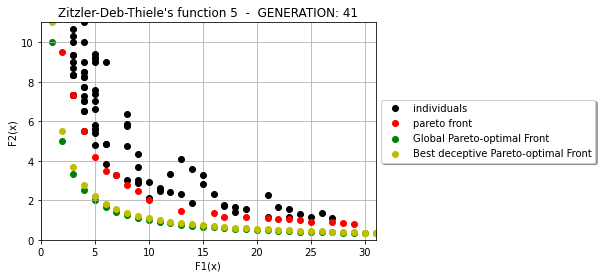 Zitzler-Deb-Thiele's function 5 - GENERATION: 41
10
8
6
4
2
0
F2(x)
0 5 10 15 20 25 30
F1(x)
individuals
pareto front
Global Pareto-optimal Front
Best deceptive Pareto-optimal Front